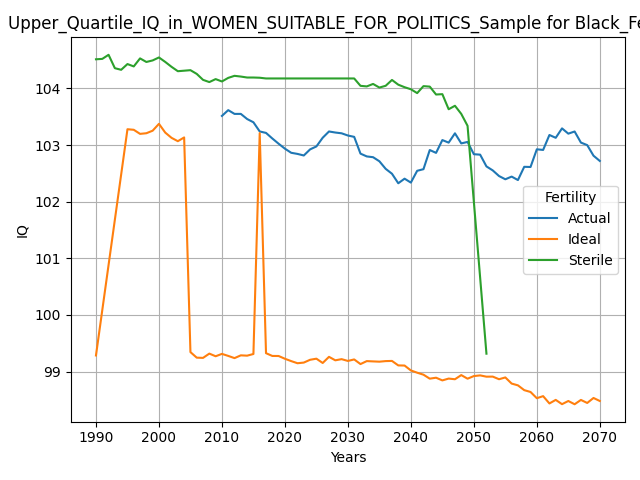 Upper_Quartile_IQ_in_WOMEN_SUITABLE_FOR_POLITICS_Sample for Black_Fe
104
103
102
101
100
99
IQ
Fertility
Actual
Ideal
Sterile
1990 2000 2010 2020 2030 2040 2050 2060 2070
Years